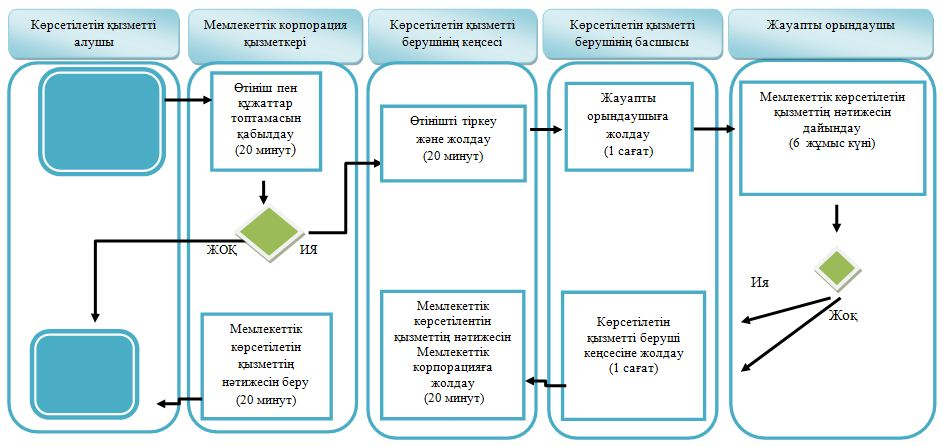 Көрсетілетін қызметті
алушы
Мемлекеттік корпорация
қызметкері
Көрсетілетін қызметті
берушінің кеңсесі
Көрсетілетін қызметті
берушінің басшысы
Жауапты орындаушы
Өтініш пен
құжаттар
топтамасын
қабылдау
(20 минут)
Өтінішті тіркеу
және жолдау
(20 минут)
Жауапты
орындаушыға
жолдау
(1 сағат)
Мемлекеттік көрсетілетін
қызметтің нәтижесін
дайындау
(6 жұмыс күні)
ЖОҚ
ИЯ
Ия
Жоқ
Мемлекеттік
көрсетілетін
қызметтің
нәтижесін беру
(20 минут)
Мемлекеттік
көрсетілентін
қызметтің нәтижесін
Мемлекеттік
корпорацияға
жолдау
(20 минут)
Көрсетілетін
қызметті беруші
кеңсесіне жолдау
(1 сағат)